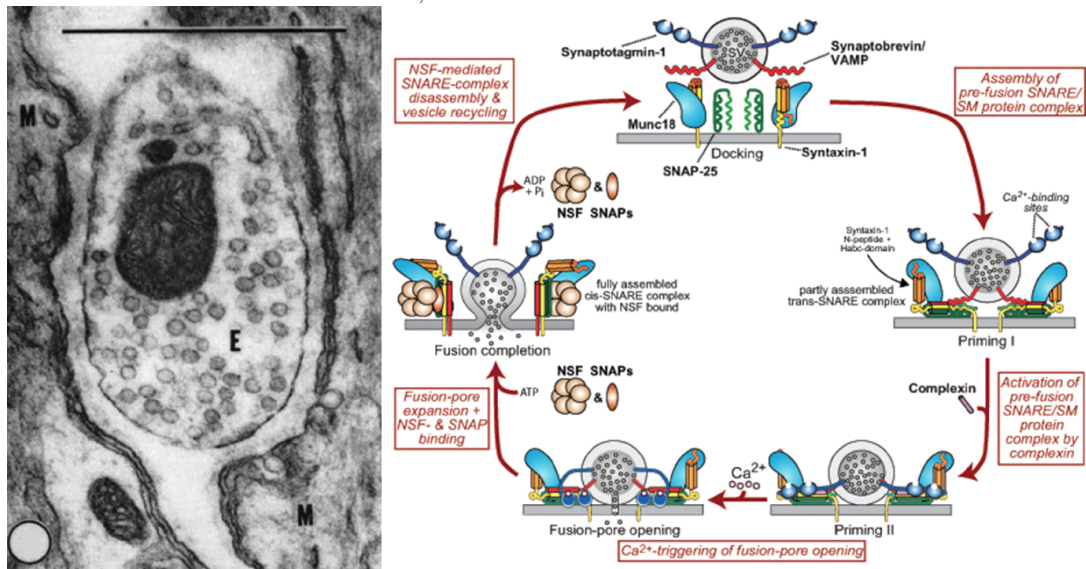 M
E
M
Synaptotagmin-1
SV
Synaptobrevin/
VAMP
NSF-mediated
SNARE-complex
disassembly &
vesicle recycling
Assembly of
pre-fusion SNARE/
SM protein complex
Munc18
Docking
SNAP-25
Syntaxin-1
ADP
+ Pi
&
NSF SNAPs
Ca2+-binding
sites
Syntaxin-1
N-peptide +
Habc-domain
partly asssembled
trans-SNARE complex
Priming I
fully assembled
cis-SNARE complex
with NSF bound
Fusion completion
NSF SNAPs
&
ATP
Fusion-pore
expansion +
NSF- & SNAP
binding
Complexin
Activation of
pre-fusion
SNARE/SM
protein
complex by
complexin
Ca2+
Fusion-pore opening
Priming II
Ca2+-triggering of fusion-pore opening